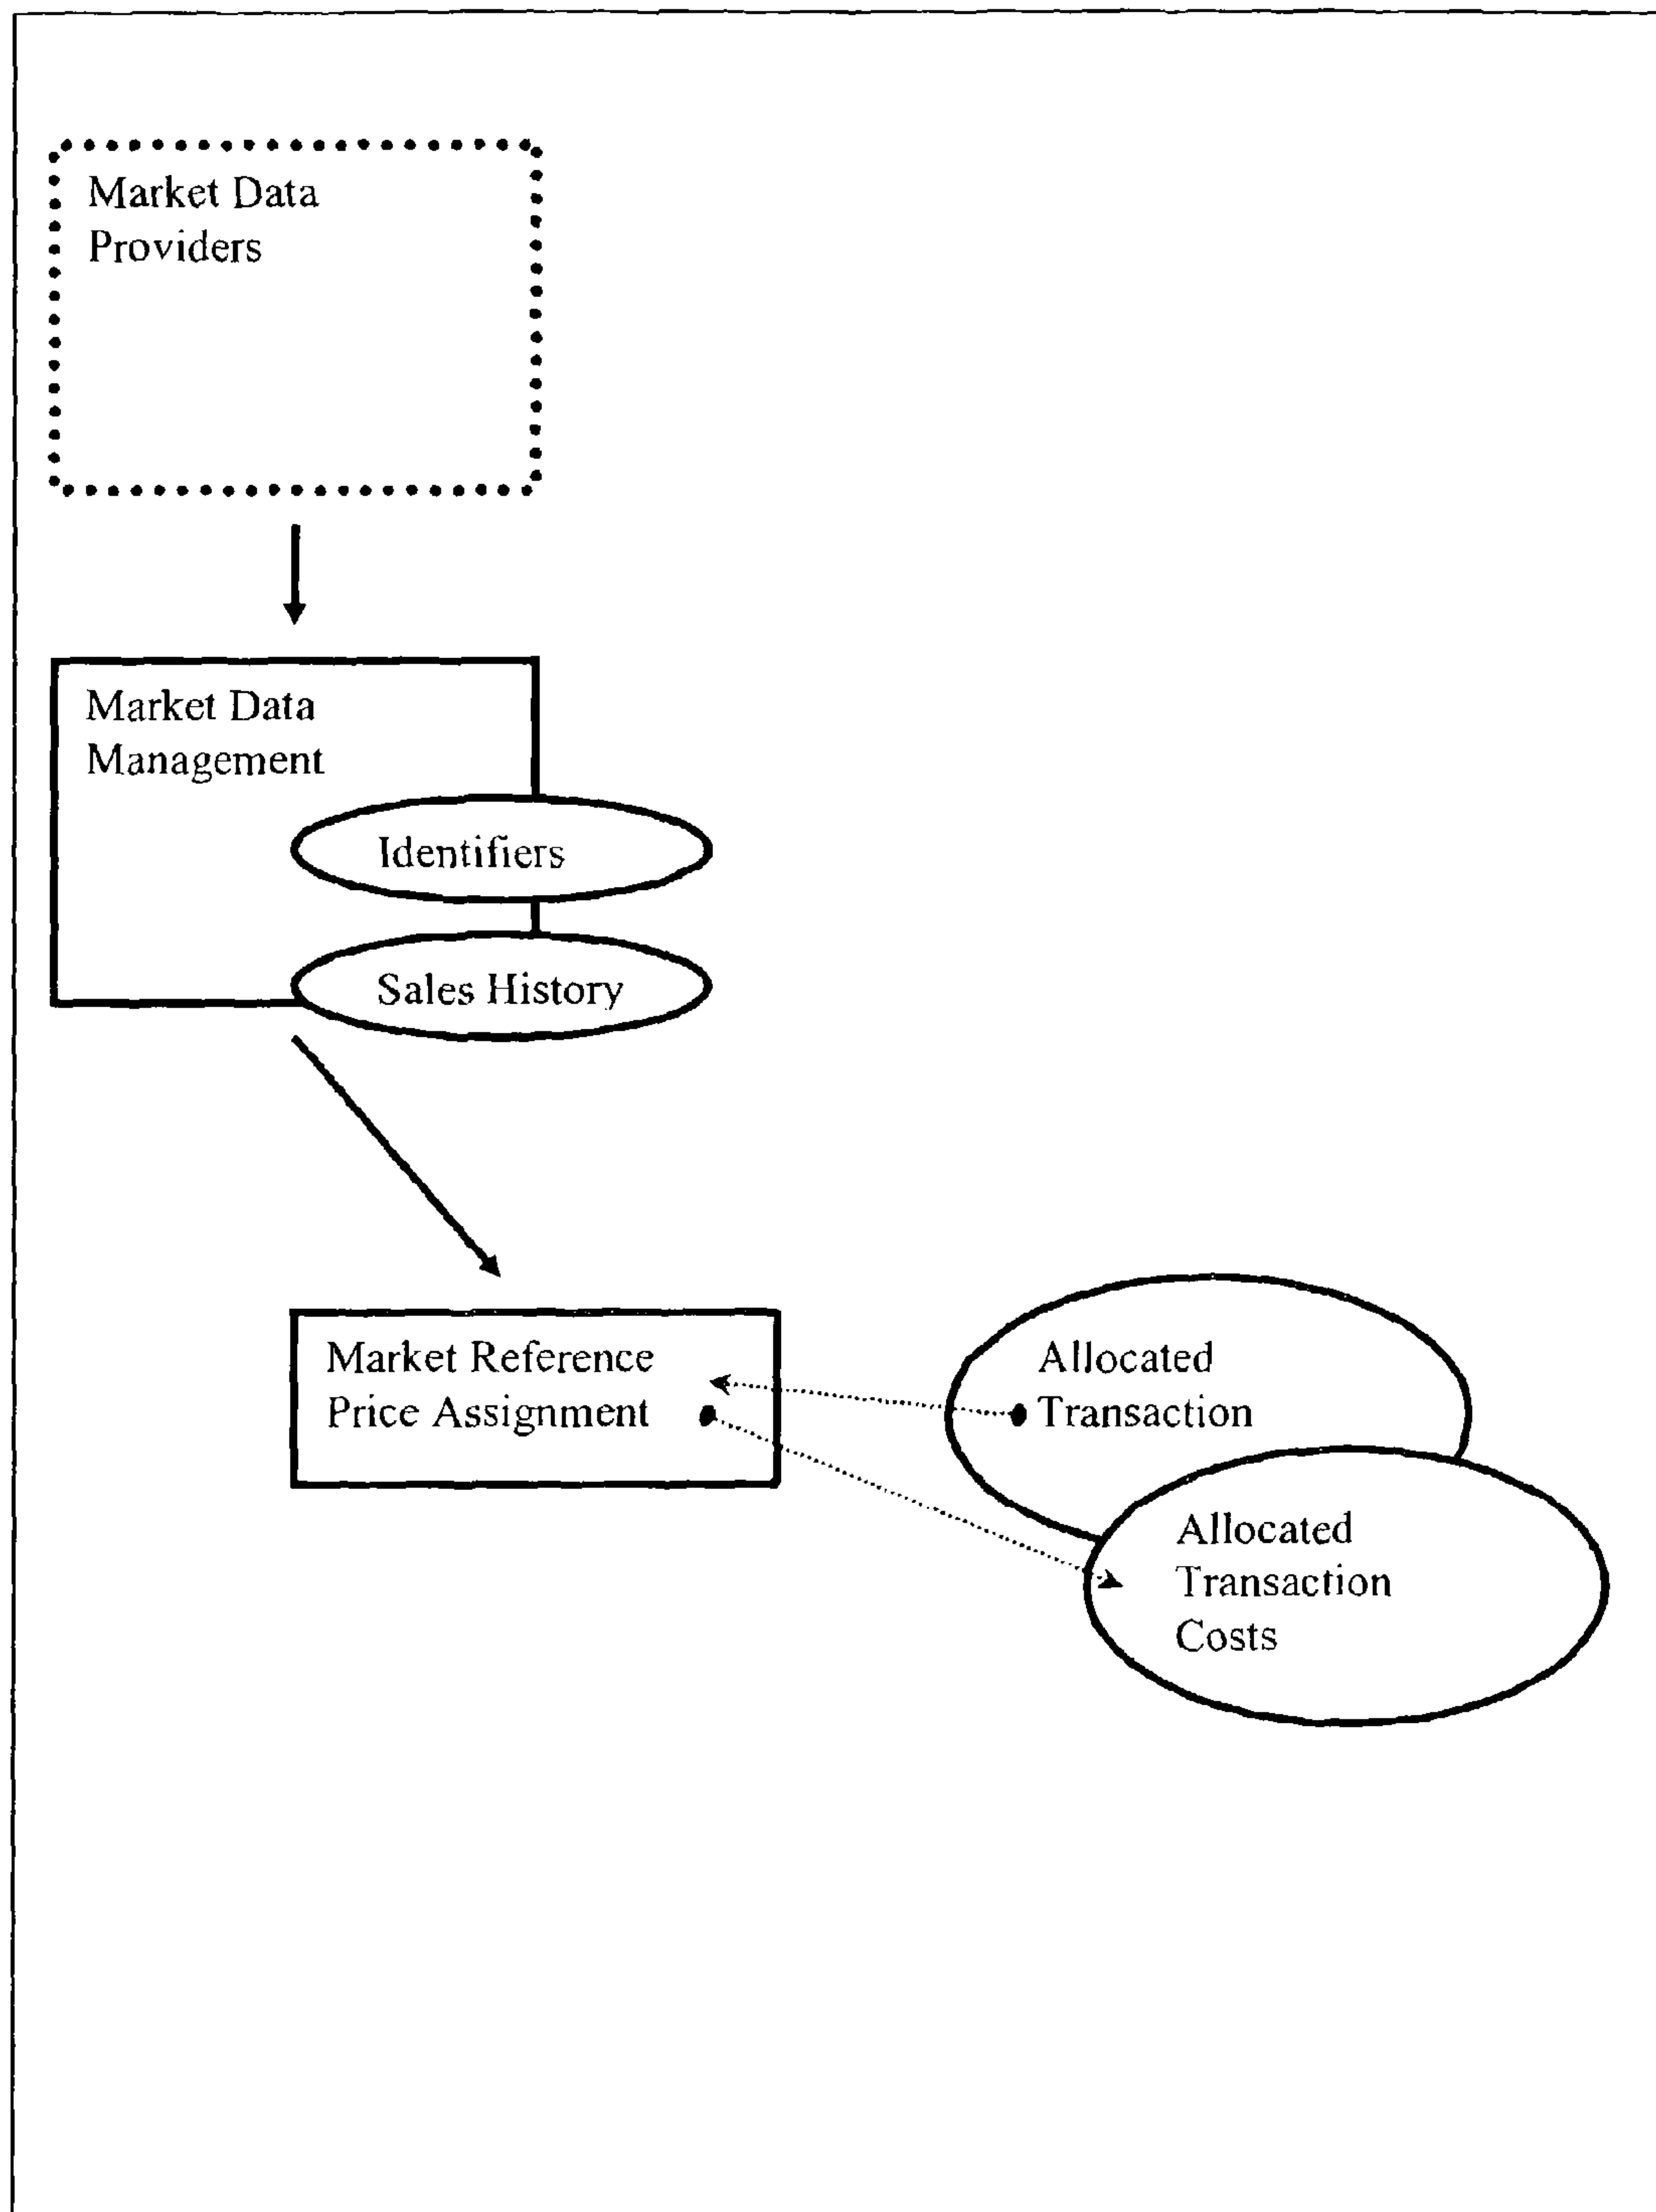 Market Data
Providers
Market Data
Management
Identifiers
Sales History
Market Reference
Price Assignment
Allocated
Transaction
Allocated
Transaction
Costs